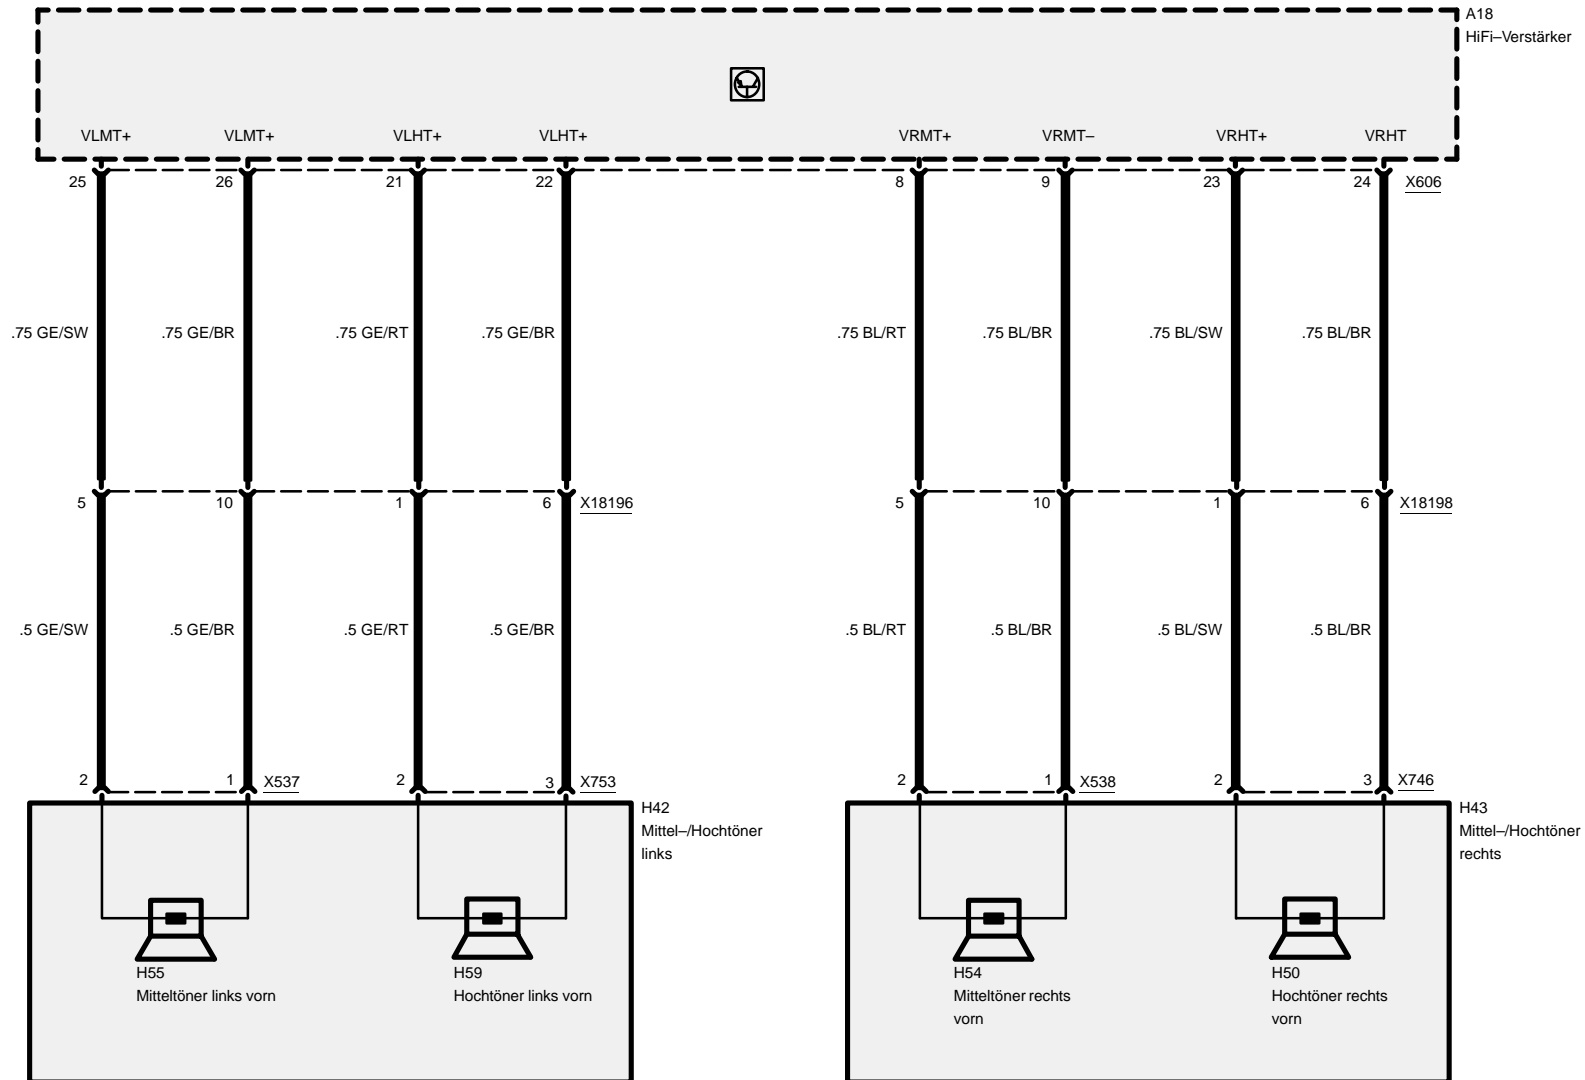 A18
HiFi–Verstärker
VLMT+ VLMT+ VLHT+ VLHT+ VRMT+ VRMT– VRHT+ VRHT
25 26 21 22 8 9 23 24 X606
.75 GE/SW .75 GE/BR .75 GE/RT .75 GE/BR .75 BL/RT .75 BL/BR .75 BL/SW .75 BL/BR
5 10 1 6 X18196 5 10 1 6 X18198
.5 GE/SW .5 GE/BR .5 GE/RT .5 GE/BR .5 BL/RT .5 BL/BR .5 BL/SW .5 BL/BR
2 1 X537 2 3 X753 2 1 X538 2 3 X746
H42
Mittel–/Hochtöner
links
H43
Mittel–/Hochtöner
rechts
H55
Mitteltöner links vorn
H59
Hochtöner links vorn
H54
Mitteltöner rechts
vorn
H50
Hochtöner rechts
vorn